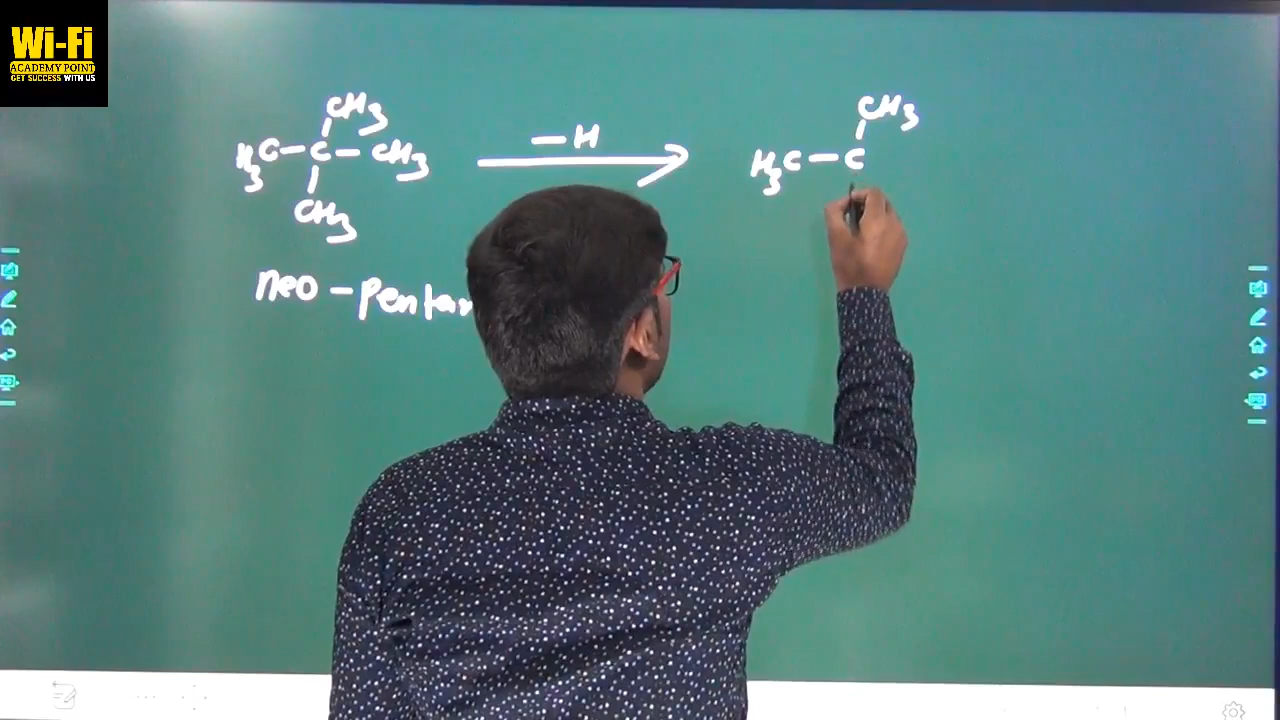 Wi-Fi
ACADEMY POINT
GET SUCCESS WITH US
CH3
H3C-C-CH3
CH3
-H
CH3
H3C-C
neo-pentan